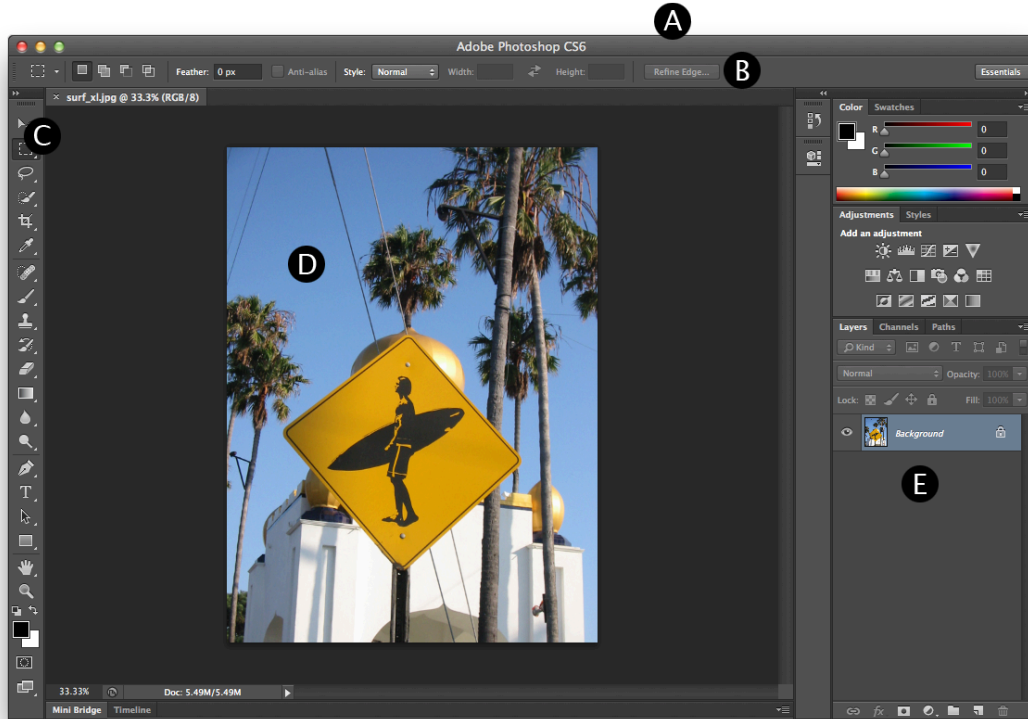 A
Adobe Photoshop CS6
Feather: 0 px Anti-alias Style: Normal Width: Height: Refine Edge... B Essentials
× surf_xl.jpg @ 33.3% (RGB/8)
C
D
Color Swatches
R 0
G 0
B 0
Adjustments Styles
Add an adjustment
Layers Channels Paths
Kind T
Normal Opacity: 100%
Lock: Fill: 100%
Background
E
T
33.33% Doc: 5.49M/5.49M
Mini Bridge Timeline
fx